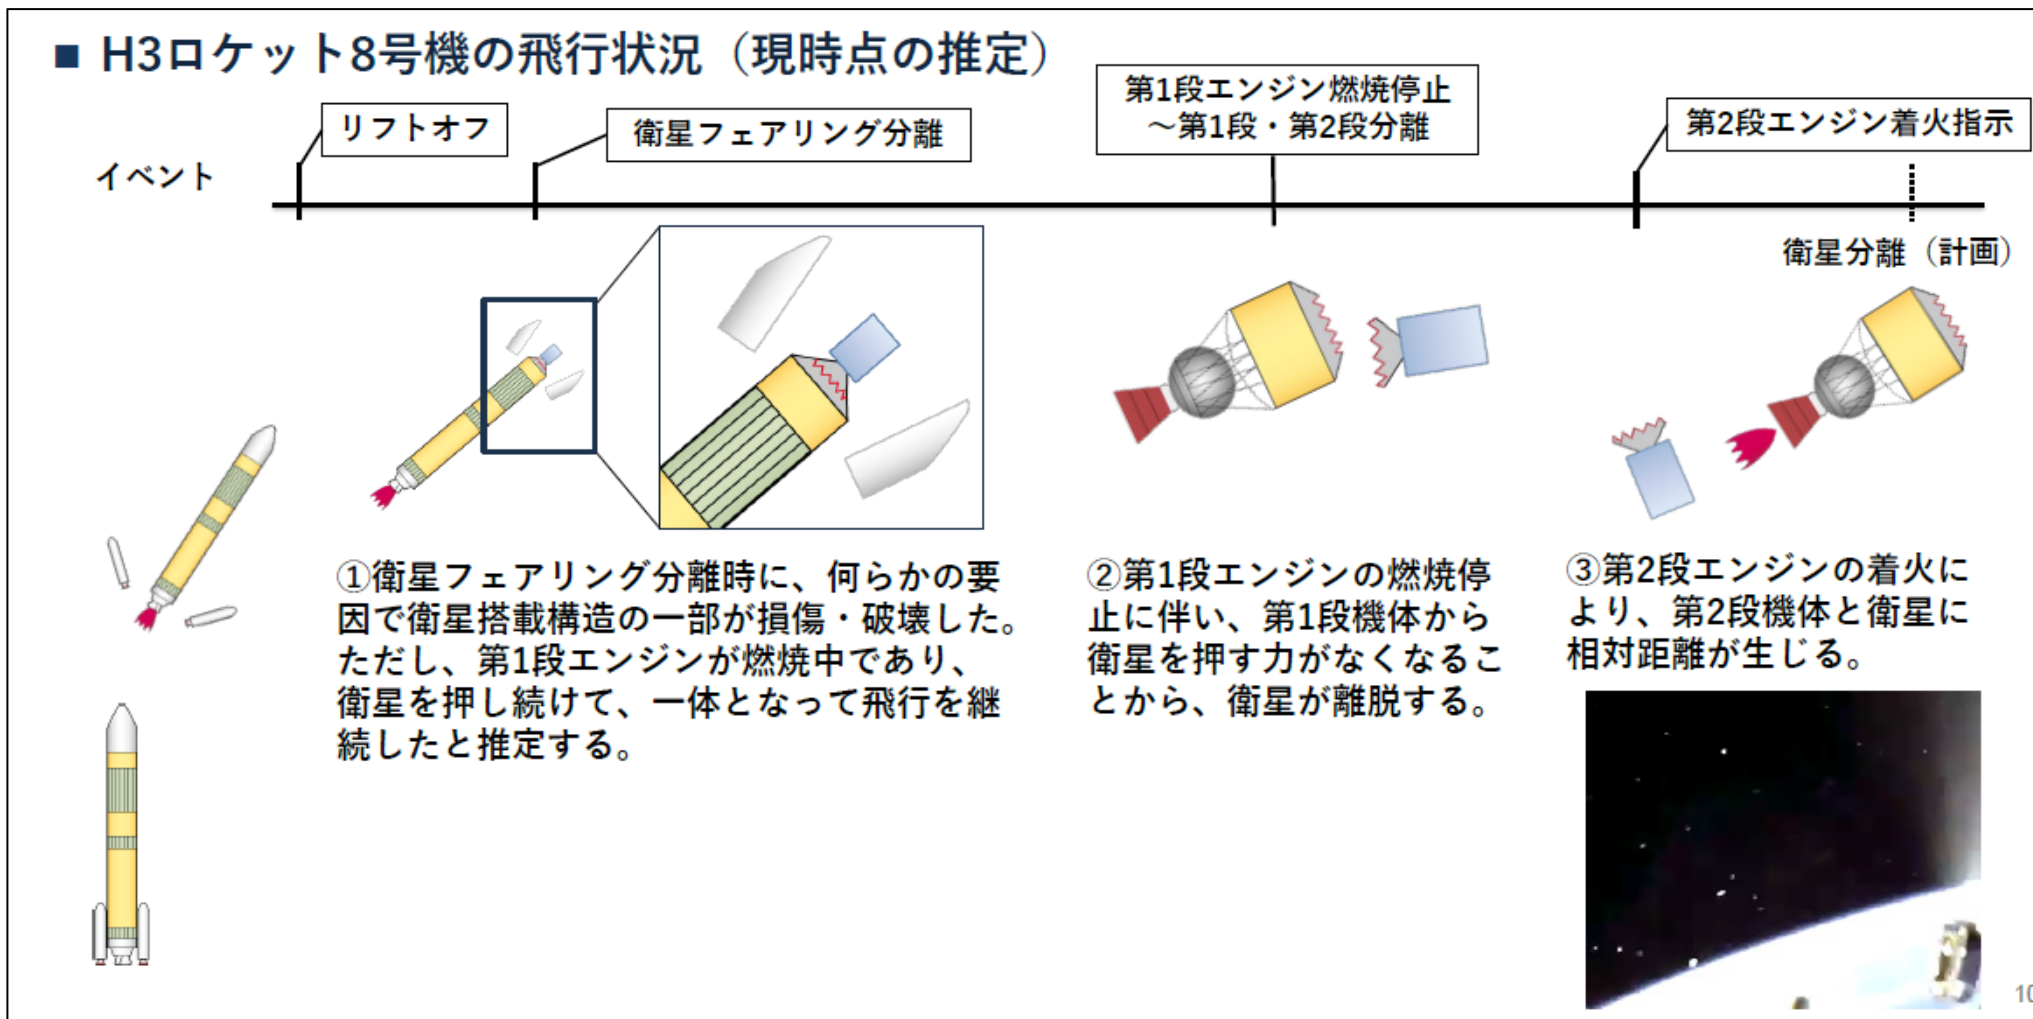 ■ H3ロケット8号機の飛行状況（現時点の推定）
イベント
リフトオフ
衛星フェアリング分離
第1段エンジン燃焼停止
～第1段・第2段分離
第2段エンジン着火指示
衛星分離（計画）
①衛星フェアリング分離時に、何らかの要
因で衛星搭載構造の一部が損傷・破壊した。
ただし、第1段エンジンが燃焼中であり、
衛星を押し続けて、一体となって飛行を継
続したと推定する。
②第1段エンジンの燃焼停
止に伴い、第1段機体から
衛星を押す力がなくなるこ
とから、衛星が離脱する。
③第2段エンジンの着火に
より、第2段機体と衛星に
相対距離が生じる。
10